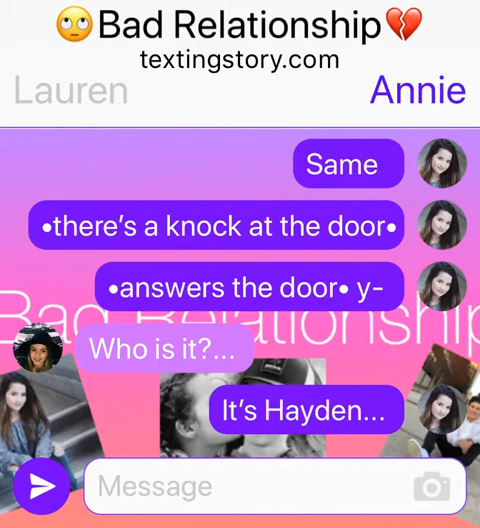 🙄Bad Relationship💔
textingstory.com
Lauren Annie
Same
•there's a knock at the door•
•answers the door• y-
Bad Relationship
Who is it?...
It's Hayden...
Message